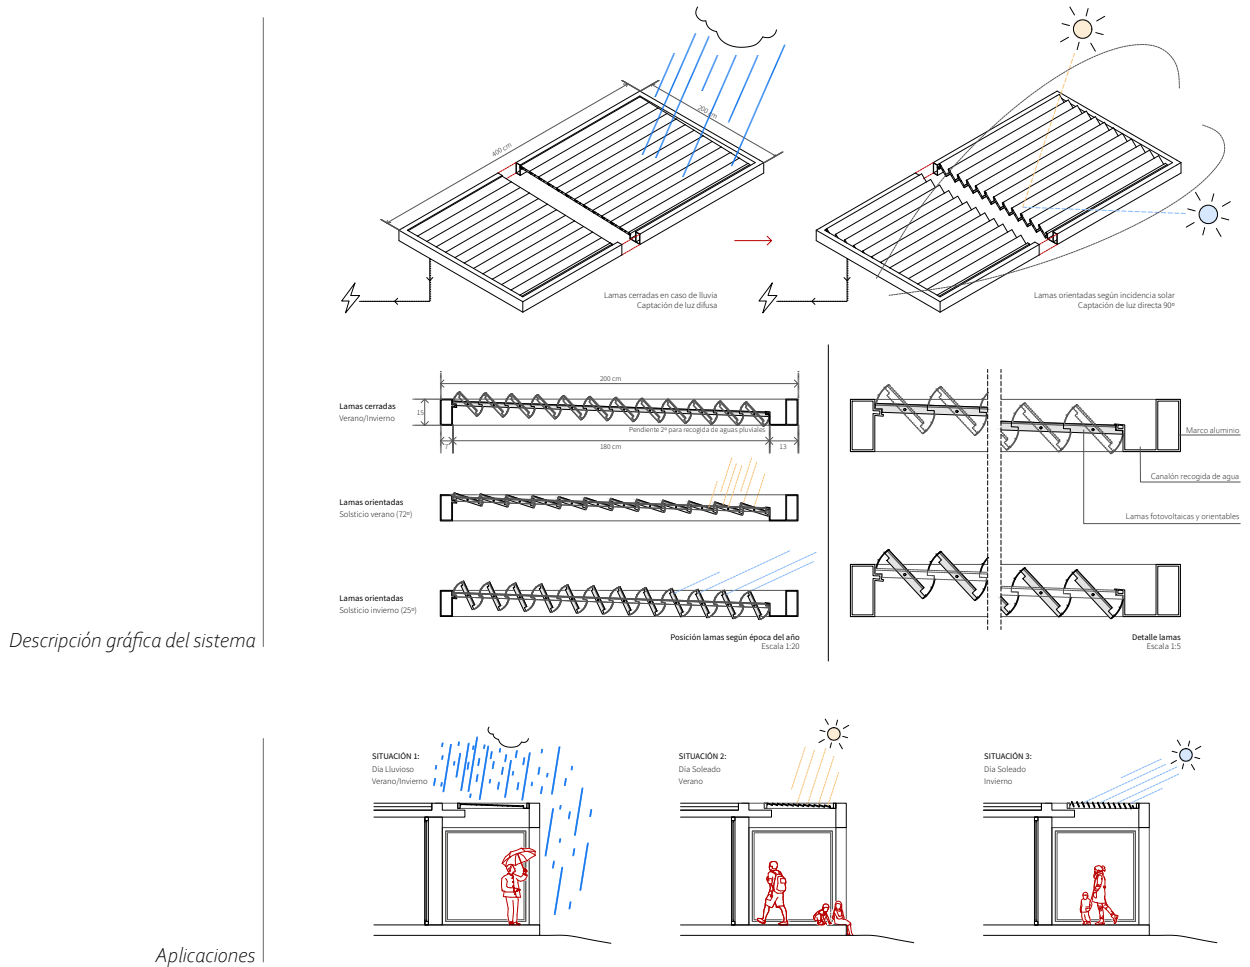 400 cm
200 cm
Lamas cerradas en caso de lluvia
Captación de luz difusa
Lamas orientadas según incidencia solar
Captación de luz directa 90º
200 cm
Lamas cerradas
Verano/Invierno
15
Pendiente 2º para recogida de aguas pluviales
7
180 cm
13
Lamas orientadas
Solsticio verano (72º)
Lamas orientadas
Solsticio invierno (25º)
Posición lamas según época del año
Escala 1:20
Marco aluminio
Canalón recogida de agua
Lamas fotovoltaicas y orientables
Detalle lamas
Escala 1:5
Descripción gráfica del sistema
SITUACIÓN 1:
Día Lluvioso
Verano/Invierno
SITUACIÓN 2:
Día Soleado
Verano
SITUACIÓN 3:
Día Soleado
Invierno
Aplicaciones